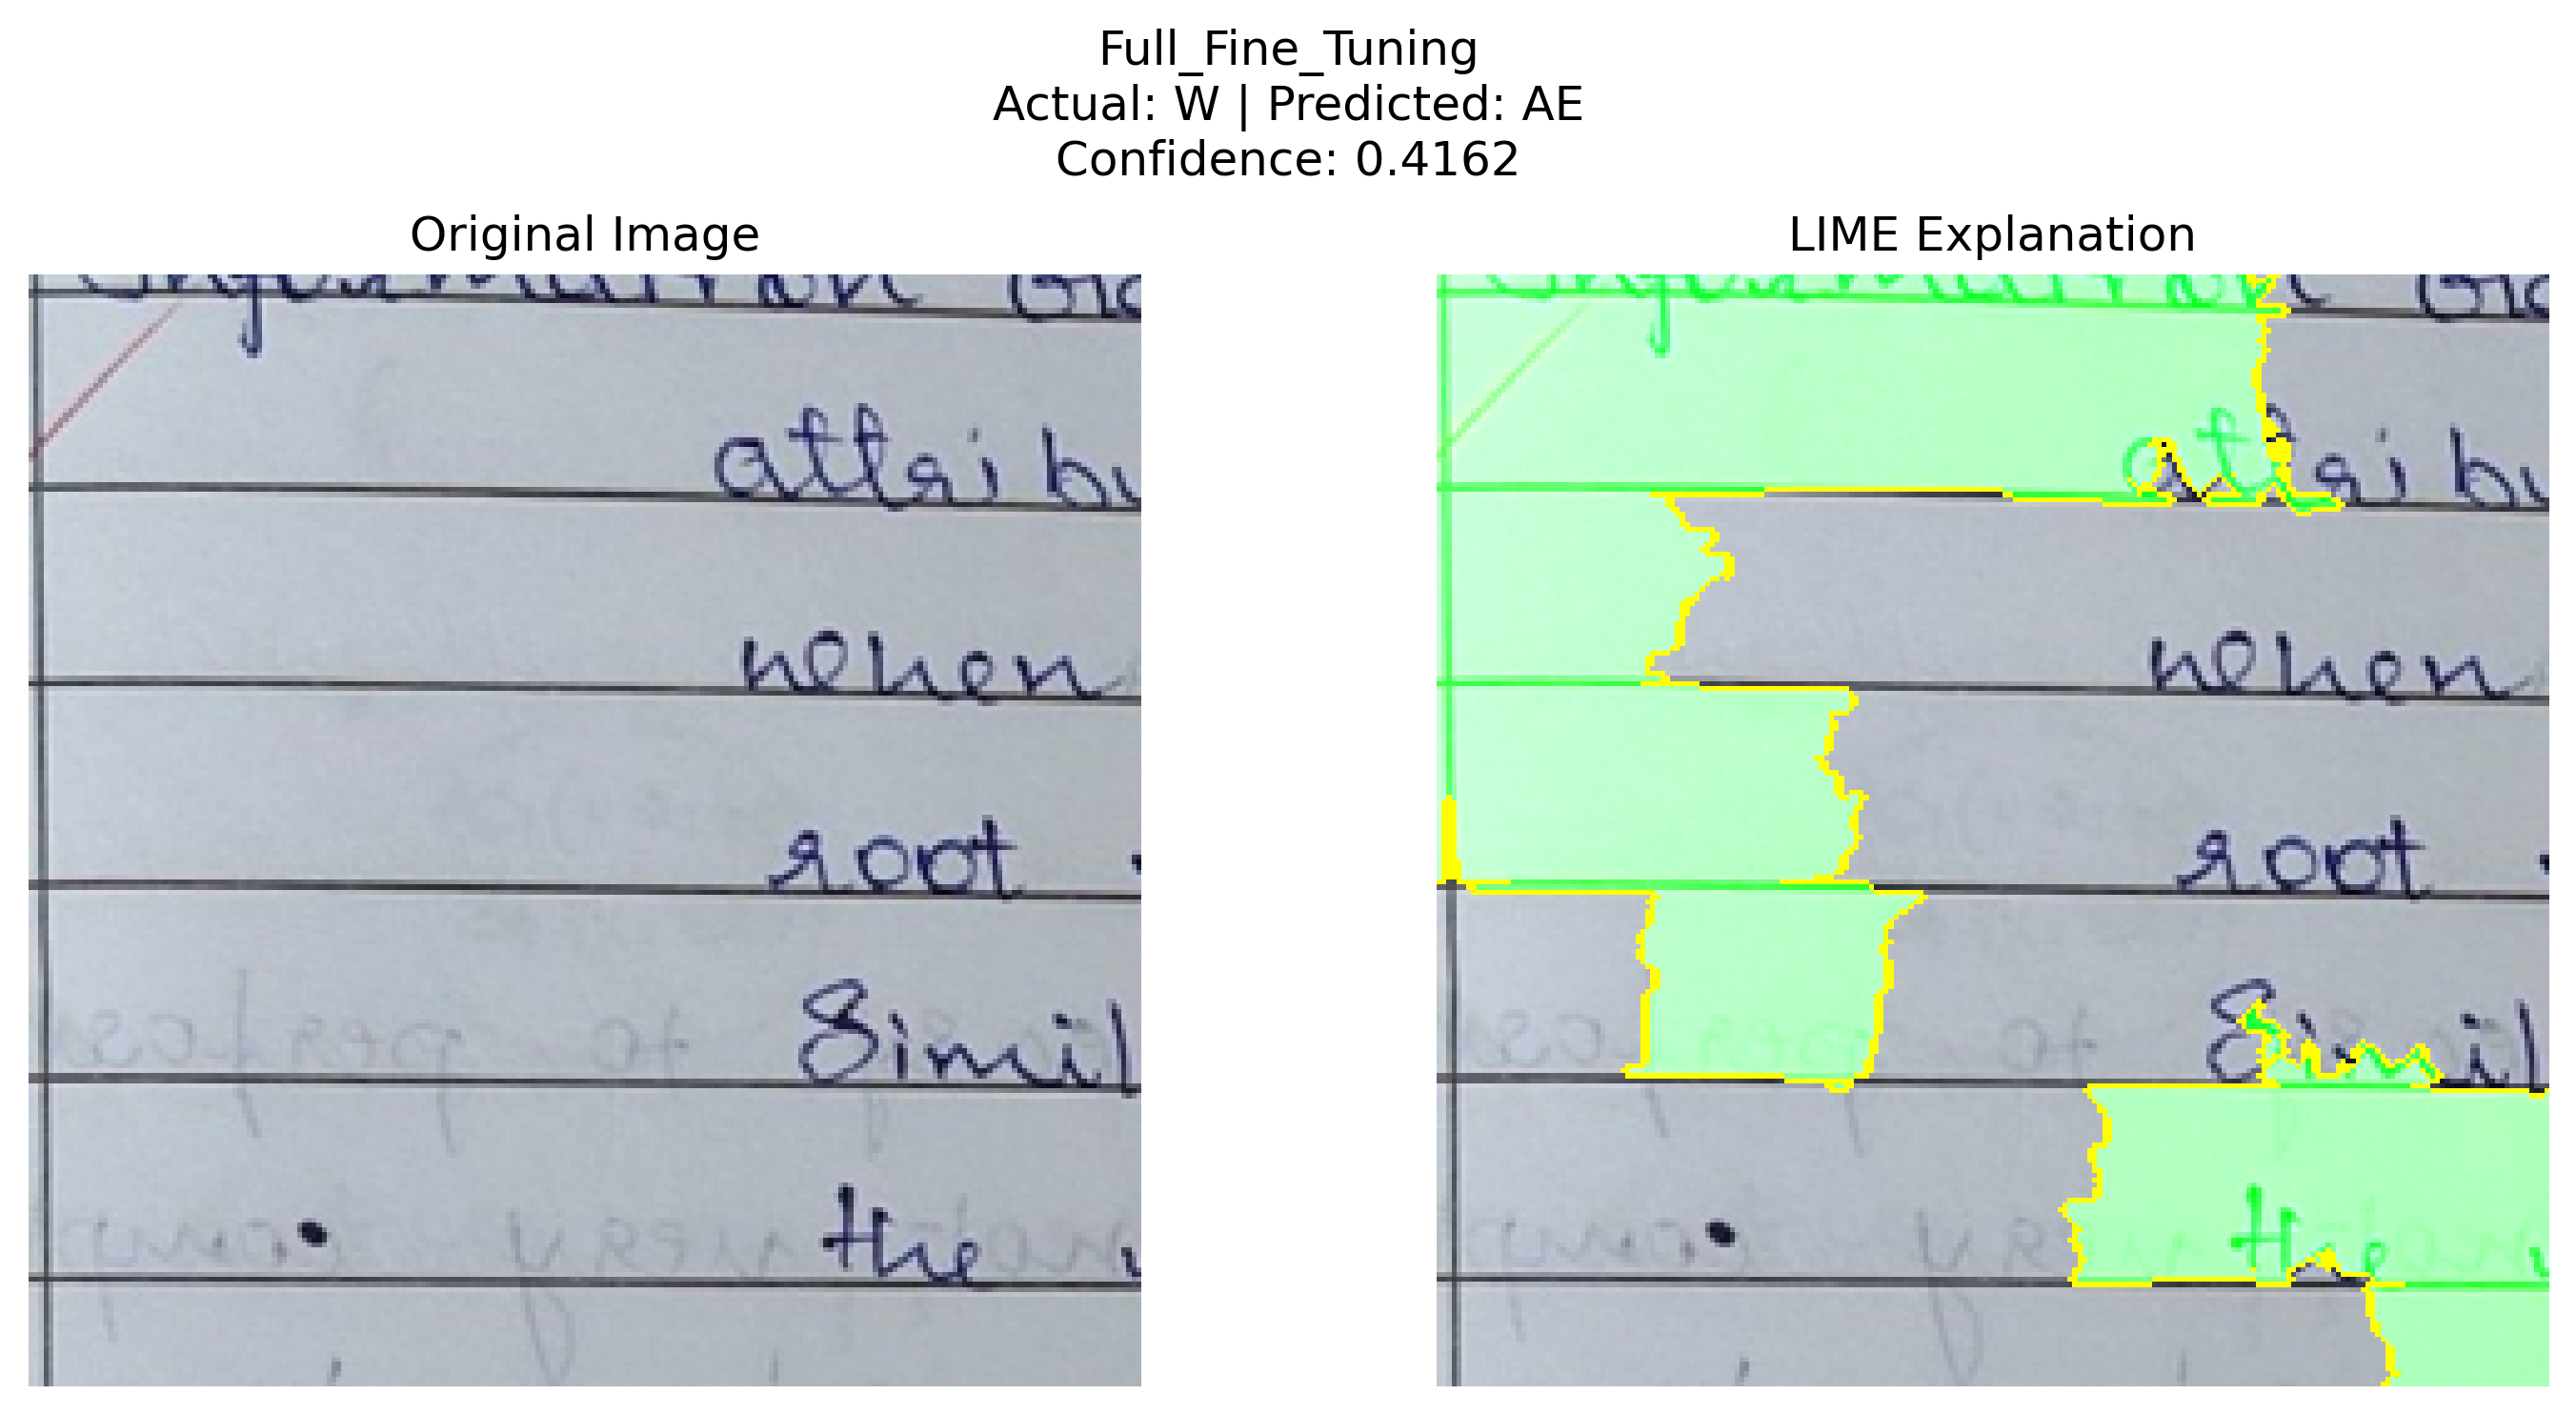 Full_Fine_Tuning
Actual: W | Predicted: AE
Confidence: 0.4162
Original Image
LIME Explanation
attribu
when
root
Simil
the
attribu
when
root
Simil
the